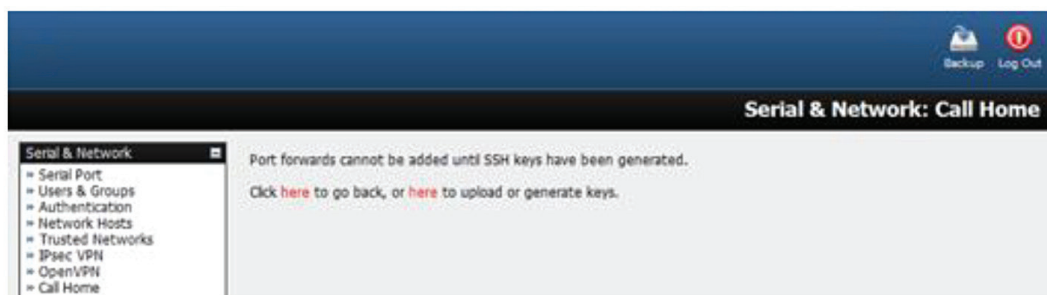 Backup
Log Out
Serial & Network: Call Home
Serial & Network
Serial Port
Users & Groups
Authentication
Network Hosts
Trusted Networks
IPsec VPN
OpenVPN
Call Home
Port forwards cannot be added until SSH keys have been generated.
Click here to go back, or here to upload or generate keys.